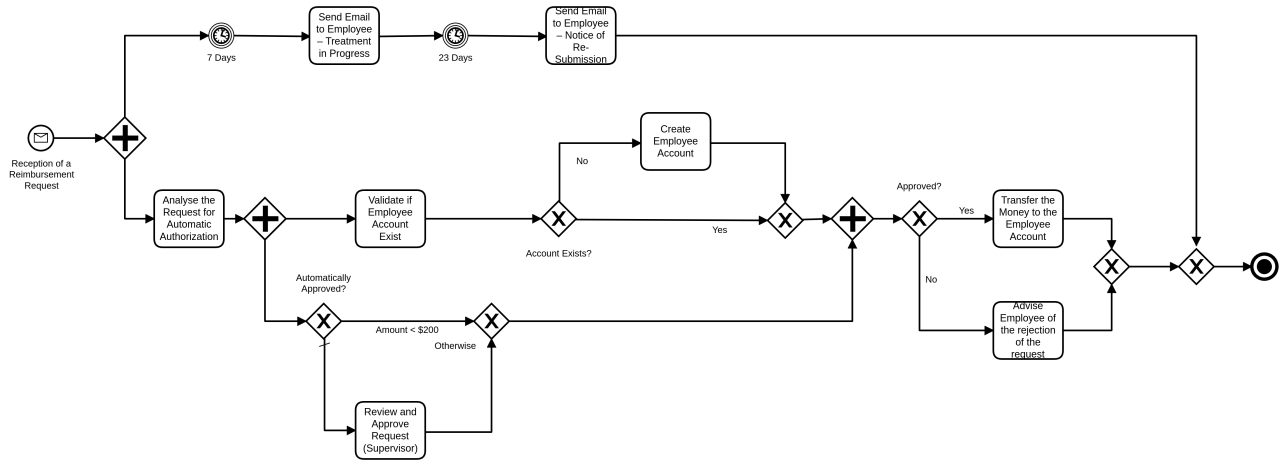 Send Email
to Employee
– Treatment
in Progress
7 Days
23 Days
Send Email
to Employee
– Notice of
Re-
Submission
Reception of a
Reimbursement
Request
Analyse the
Request for
Automatic
Authorization
Validate if
Employee
Account
Exist
Account Exists?
No
Yes
Create
Employee
Account
Automatically
Approved?
Amount < $200
Otherwise
Review and
Approve
Request
(Supervisor)
Approved?
Yes
No
Transfer the
Money to the
Employee
Account
Advise
Employee of
the rejection
of the
request